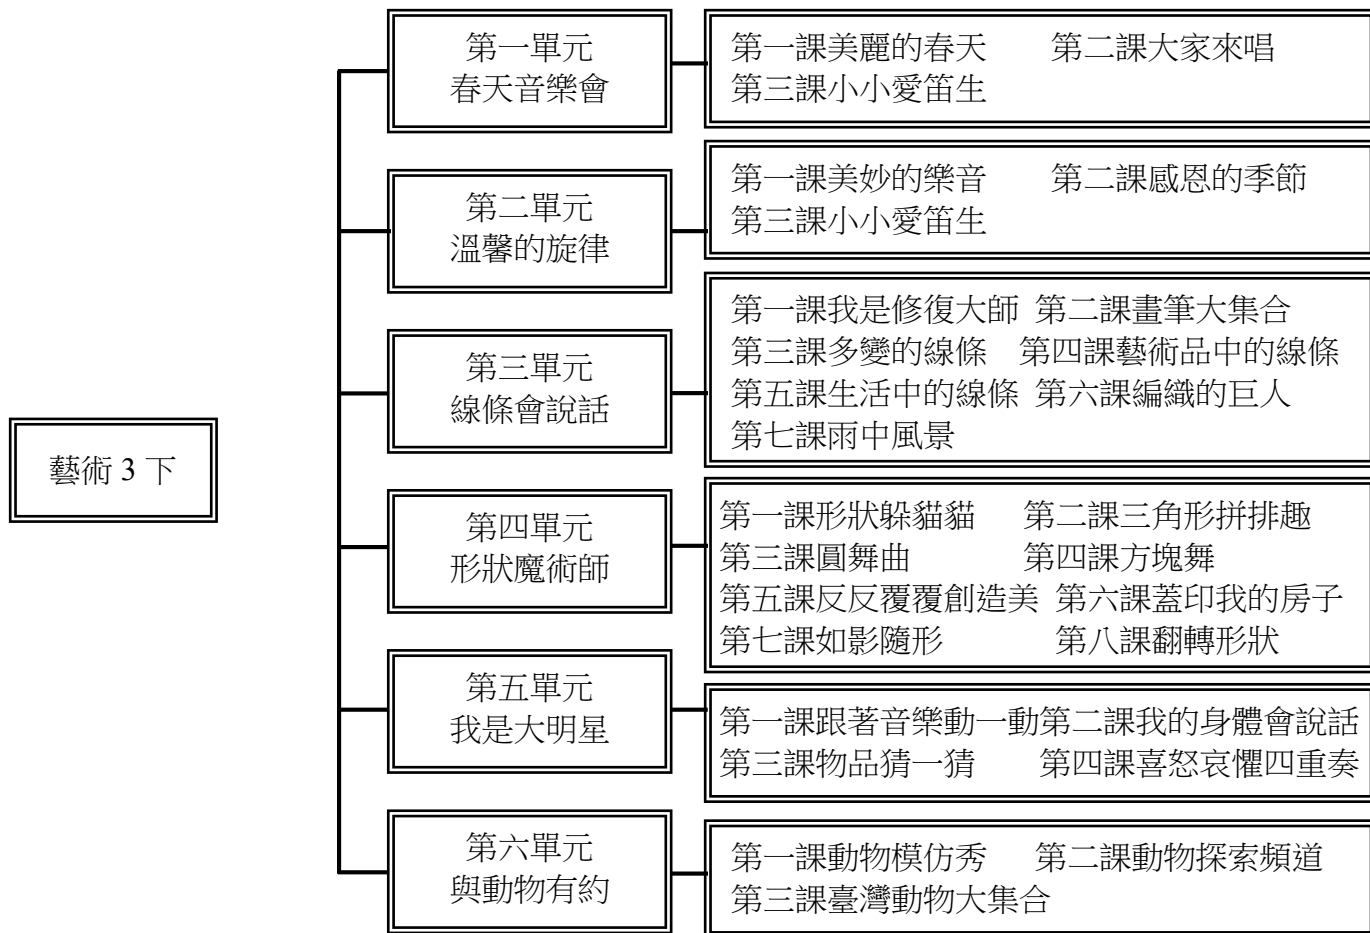 藝術 3 下
第一單元
春天音樂會
第一課美麗的春天 第二課大家來唱
第三課小小愛笛生
第二單元
溫馨的旋律
第一課美妙的樂音 第二課感恩的季節
第三課小小愛笛生
第三單元
線條會說話
第一課我是修復大師 第二課畫筆大集合
第三課多變的線條 第四課藝術品中的線條
第五課生活中的線條 第六課編織的巨人
第七課雨中風景
第四單元
形狀魔術師
第一課形狀躲貓貓 第二課三角形拼排趣
第三課圓舞曲 第四課方塊舞
第五課反反覆覆創造美 第六課蓋印我的房子
第七課如影隨形 第八課翻轉形狀
第五單元
我是大明星
第一課跟著音樂動一動第二課我的身體會說話
第三課物品猜一猜 第四課喜怒哀懼四重奏
第六單元
與動物有約
第一課動物模仿秀 第二課動物探索頻道
第三課臺灣動物大集合